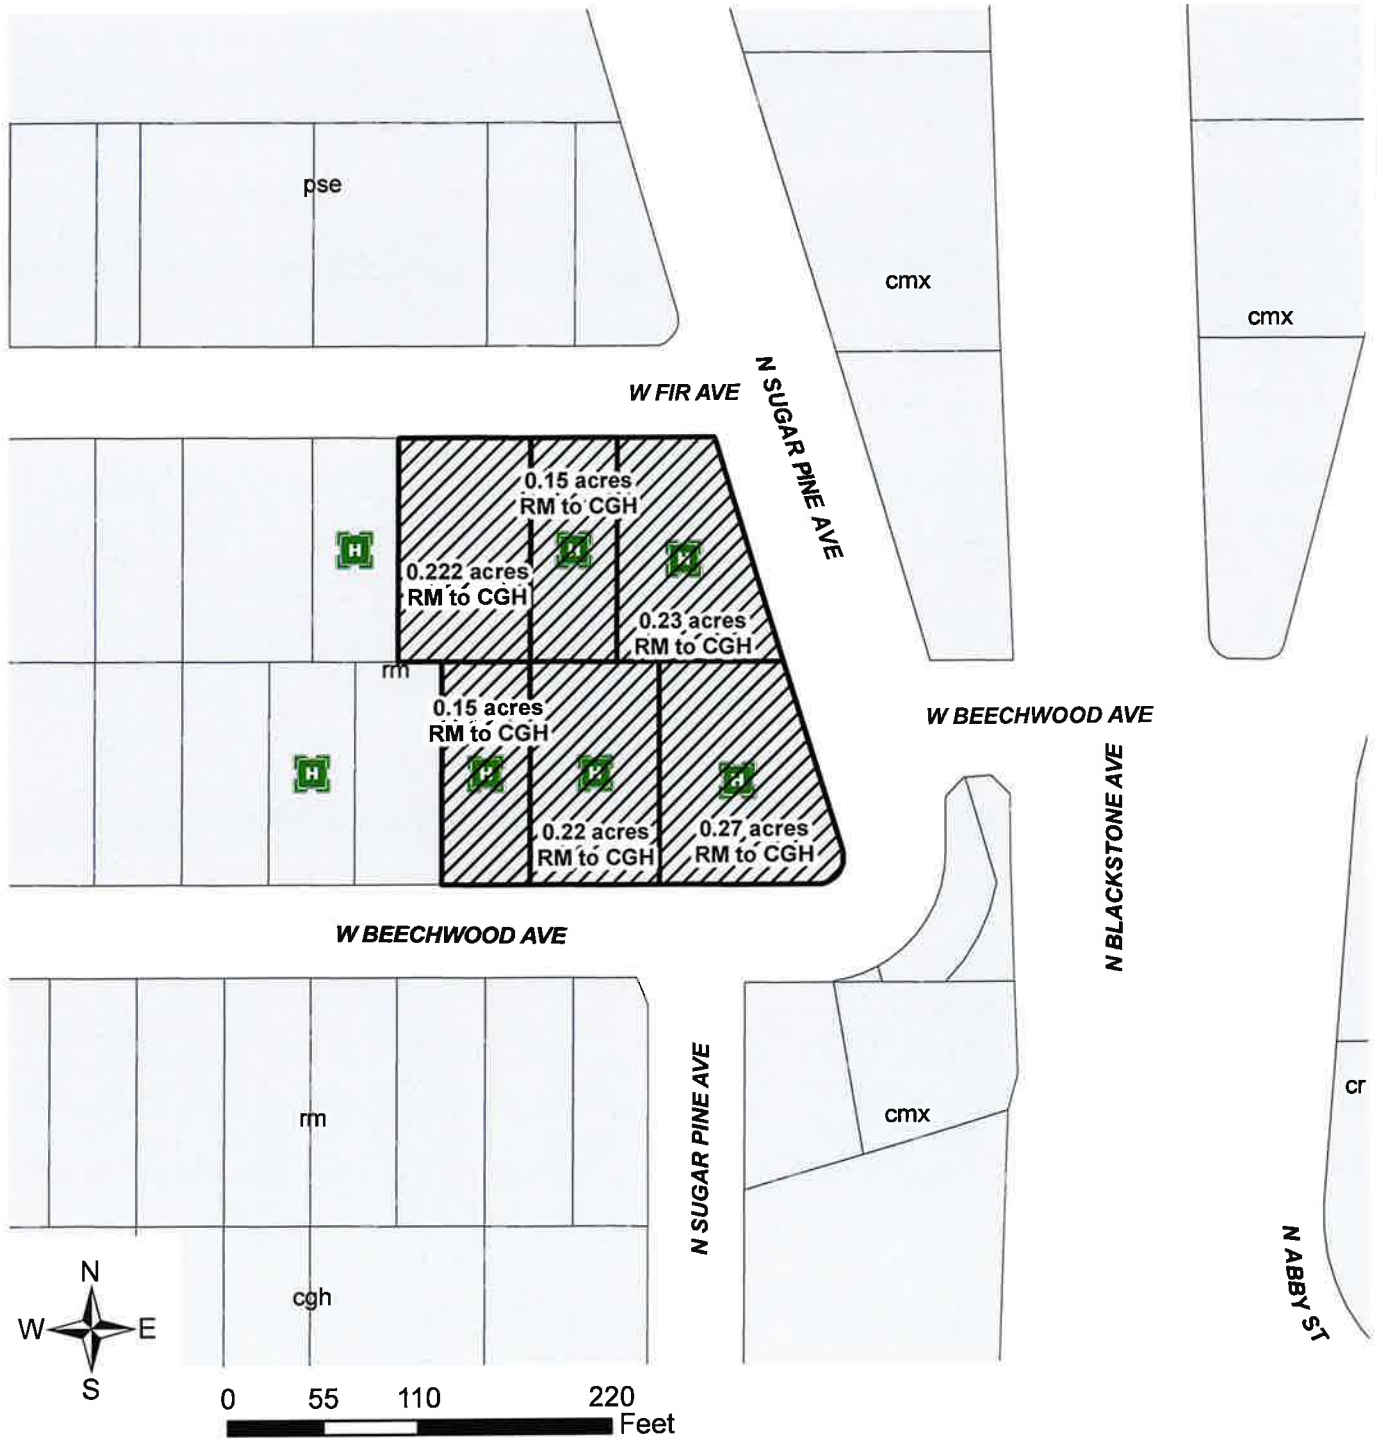 pse
cmx
cmx
W FIR AVE
N SUGAR PINE AVE
0.15 acres
RM to CGH
H
H
H
0.222 acres
RM to CGH
0.23 acres
RM to CGH
rm
0.15 acres
RM to CGH
W BEECHWOOD AVE
H
H
H
H
0.22 acres
RM to CGH
0.27 acres
RM to CGH
N BLACKSTONE AVE
W BEECHWOOD AVE
N SUGAR PINE AVE
rm
cmx
cr
N ABBY ST
cgh
N
W E
S
0 55 110 220
Feet